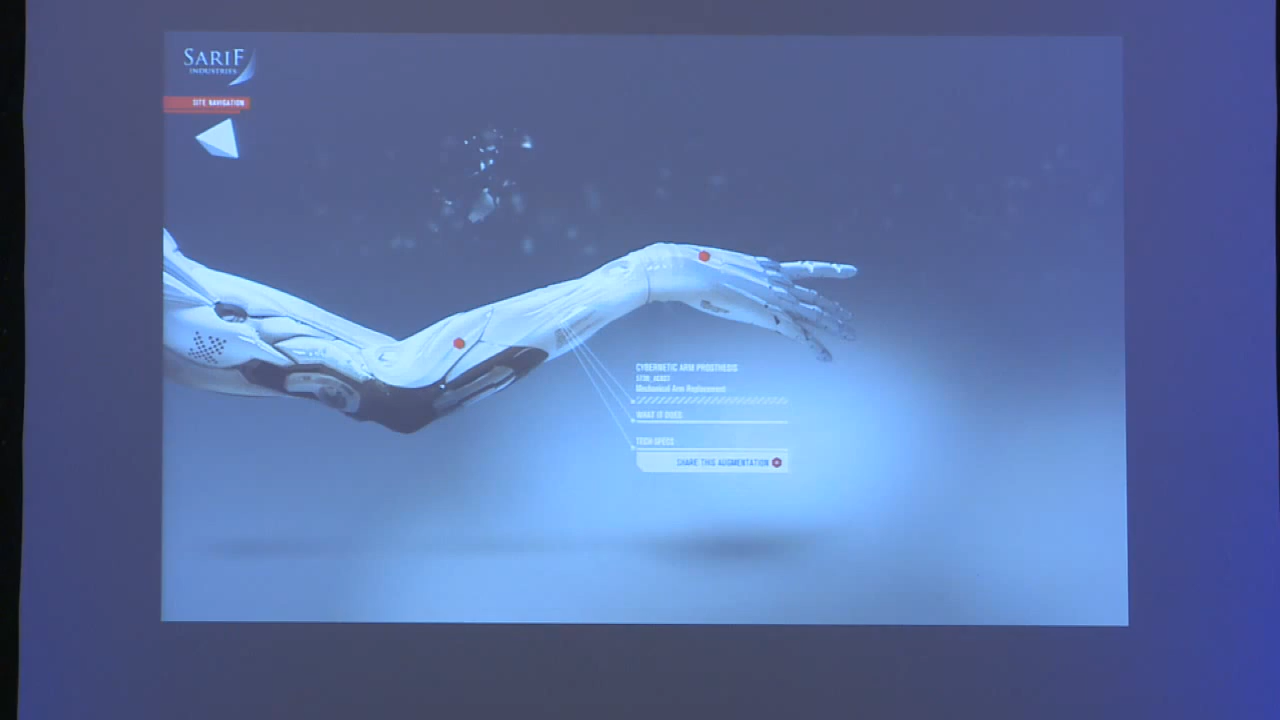 SARIF
INDUSTRIES
SITE NAVIGATION
CYBERNETIC ARM PROSTHESIS
Mechanical Arm Replacement
WHAT IT DOES
TECH SPECS
SHARE THIS AUGMENTATION